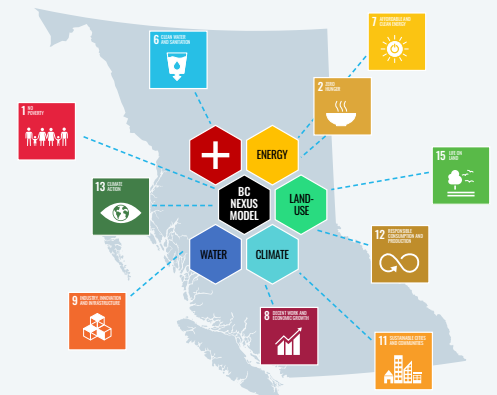 6 CLEAN WATER
AND SANITATION
7 AFFORDABLE AND
CLEAN ENERGY
2 ZERO
HUNGER
1 NO
POVERTY
ENERGY
15 LIFE ON
LAND
13 CLIMATE
ACTION
BC
NEXUS
MODEL
LAND-
USE
12 RESPONSIBLE
CONSUMPTION AND
PRODUCTION
WATER
CLIMATE
9 INDUSTRY, INNOVATION
AND INFRASTRUCTURE
8 DECENT WORK AND
ECONOMIC GROWTH
11 SUSTAINABLE CITIES
AND COMMUNITIES